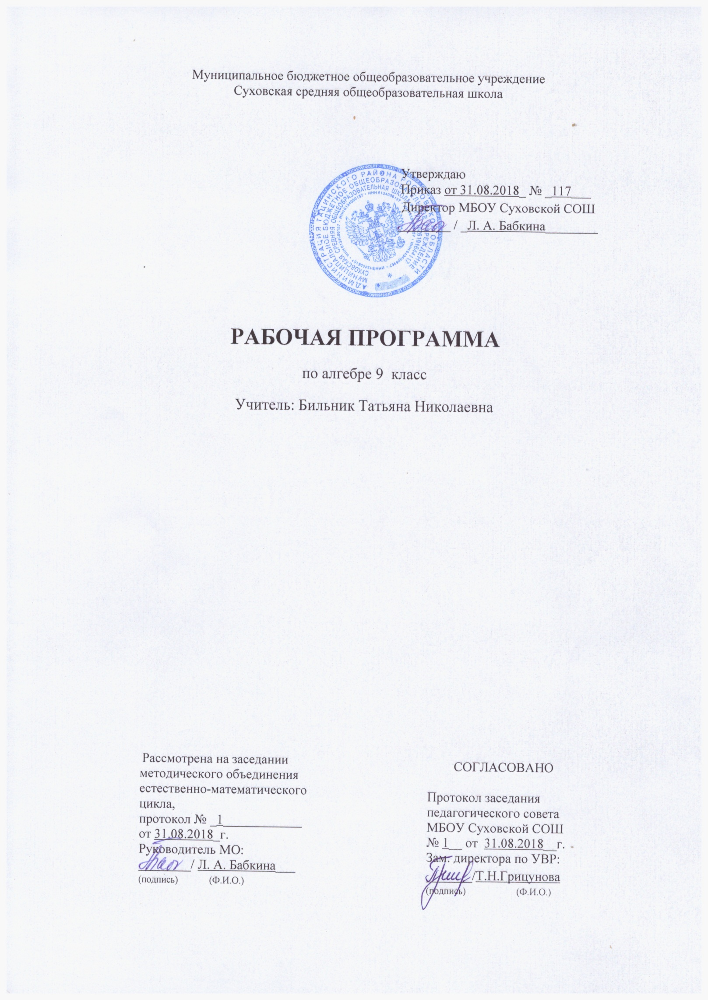 Муниципальное бюджетное общеобразовательное учреждение
Суховская средняя общеобразовательная школа
Утверждаю
Приказ от 31.08.2018_ № _117___
Директор МБОУ Суховской СОШ
________ / _Л. А. Бабкина________
АДМИНИСТРАЦИЯ ТАЦИНСКОГО РАЙОНА РОСТОВСКОЙ ОБЛАСТИ
МУНИЦИПАЛЬНОЕ БЮДЖЕТНОЕ ОБЩЕОБРАЗОВАТЕЛЬНОЕ УЧРЕЖДЕНИЕ
СУХОВСКАЯ СРЕДНЯЯ ОБЩЕОБРАЗОВАТЕЛЬНАЯ ШКОЛА
ИНН 6134006157
РАБОЧАЯ ПРОГРАММА
по алгебре 9 класс
Учитель: Бильник Татьяна Николаевна
Рассмотрена на заседании
методического объединения
естественно-математического
цикла,
протокол № _1____________
от 31.08.2018_г.
Руководитель МО:
________/ Л. А. Бабкина___
(подпись) (Ф.И.О.)
СОГЛАСОВАНО
Протокол заседания
педагогического совета
МБОУ Суховской СОШ
№ 1__ от 31.08.2018__г.
Зам. директора по УВР:
_______/Т.Н.Грицунова
(подпись) (Ф.И.О.)